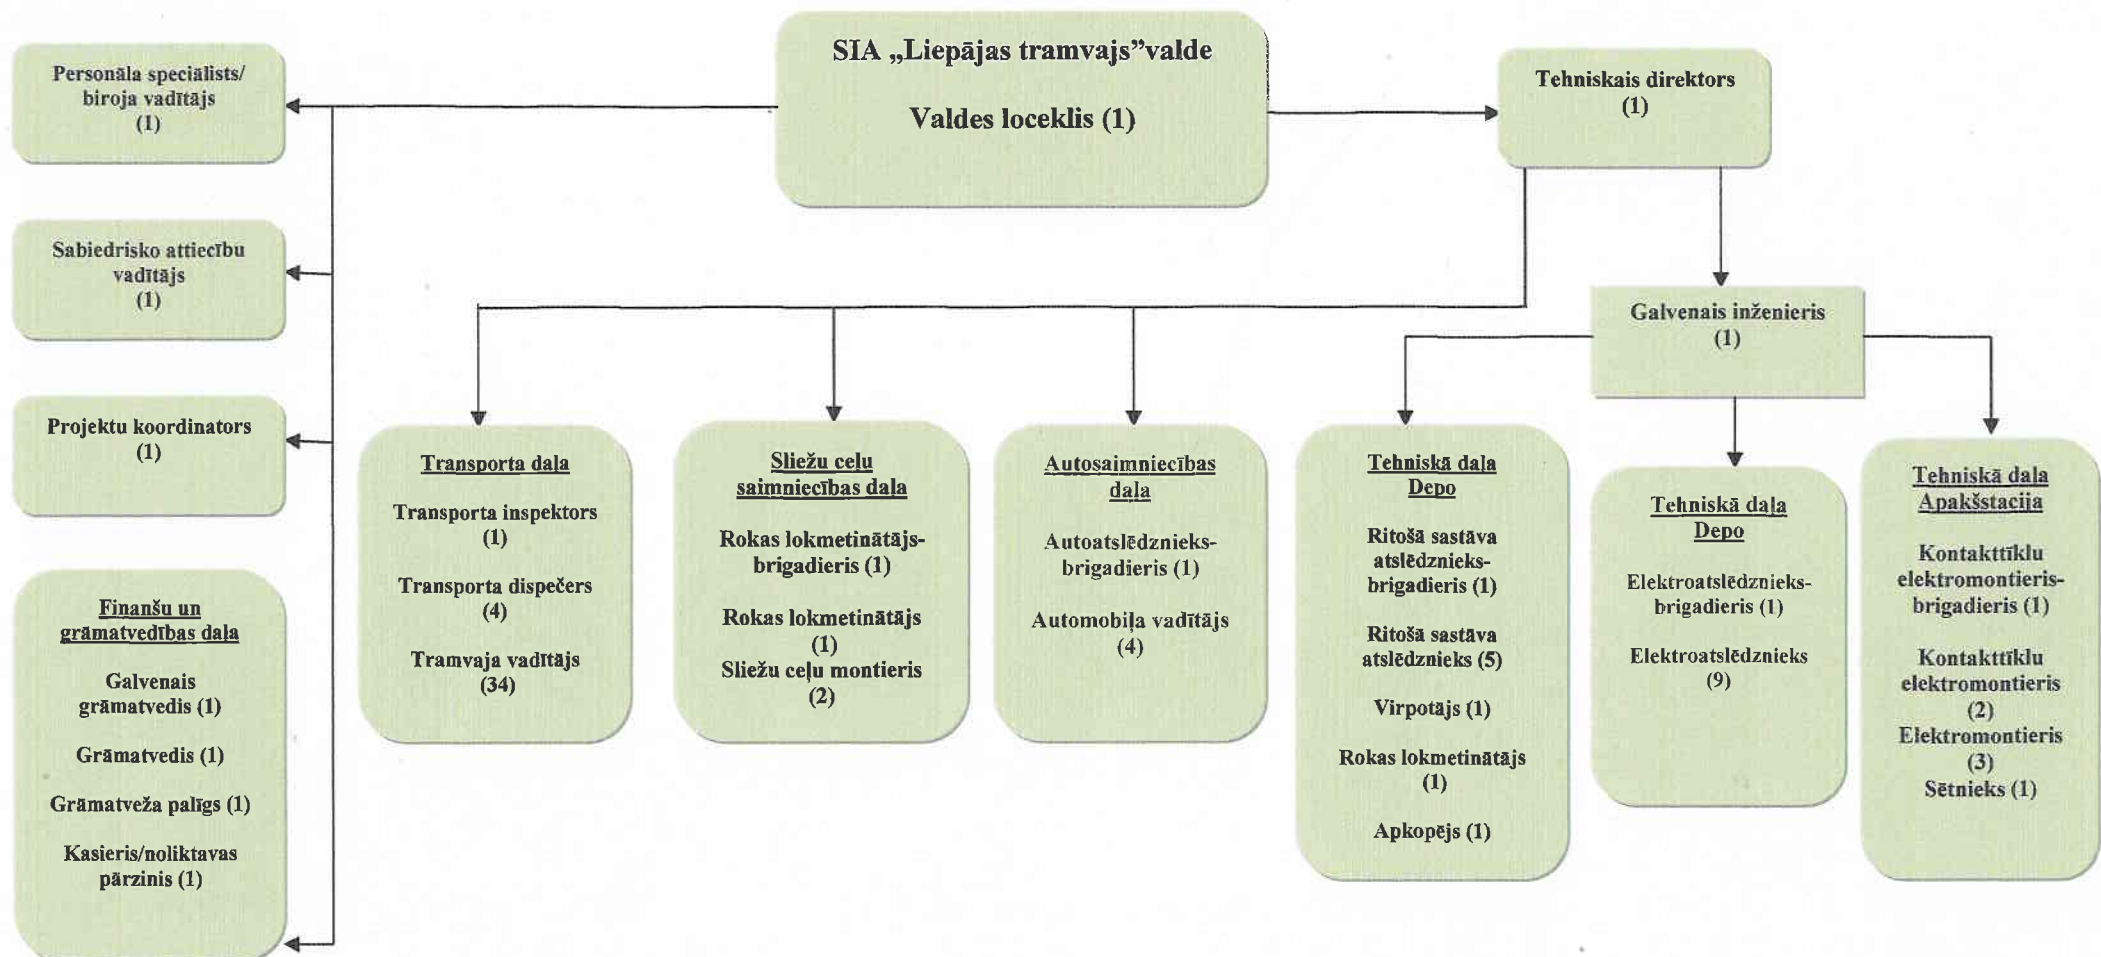 SIA „Liepājas tramvajs”valde
Valdes loceklis (1)
Personāla speciālists/
biroja vadītājs
(1)
Sabiedrisko attiecību
vadītājs
(1)
Projektu koordinators
(1)
Finanšu un
grāmatvedības daļa
Galvenais
grāmatvedis (1)
Grāmatvedis (1)
Grāmatveža palīgs (1)
Kasieris/noliktavas
pārzinis (1)
Tehniskais direktors
(1)
Galvenais inženieris
(1)
Transporta daļa
Transporta inspektors
(1)
Transporta dispečers
(4)
Tramvaja vadītājs
(34)
Sliežu ceļu
saimniecības daļa
Rokas lokmetinātājs-
brigadieris (1)
Rokas lokmetinātājs
(1)
Sliežu ceļu montieris
(2)
Autosaimniecības
daļa
Autoatslēdznieks-
brigadieris (1)
Automobiļa vadītājs
(4)
Tehniskā daļa
Depo
Ritošā sastāva
atslēdznieks-
brigadieris (1)
Ritošā sastāva
atslēdznieks (5)
Virpotājs (1)
Rokas lokmetinātājs
(1)
Apkopējs (1)
Tehniskā daļa
Depo
Elektroatslēdznieks-
brigadieris (1)
Elektroatslēdznieks
(9)
Tehniskā daļa
Apakšstacija
Kontakttīklu
elektromontieris-
brigadieris (1)
Kontakttīklu
elektromontieris
(2)
Elektromontieris
(3)
Sētnieks (1)